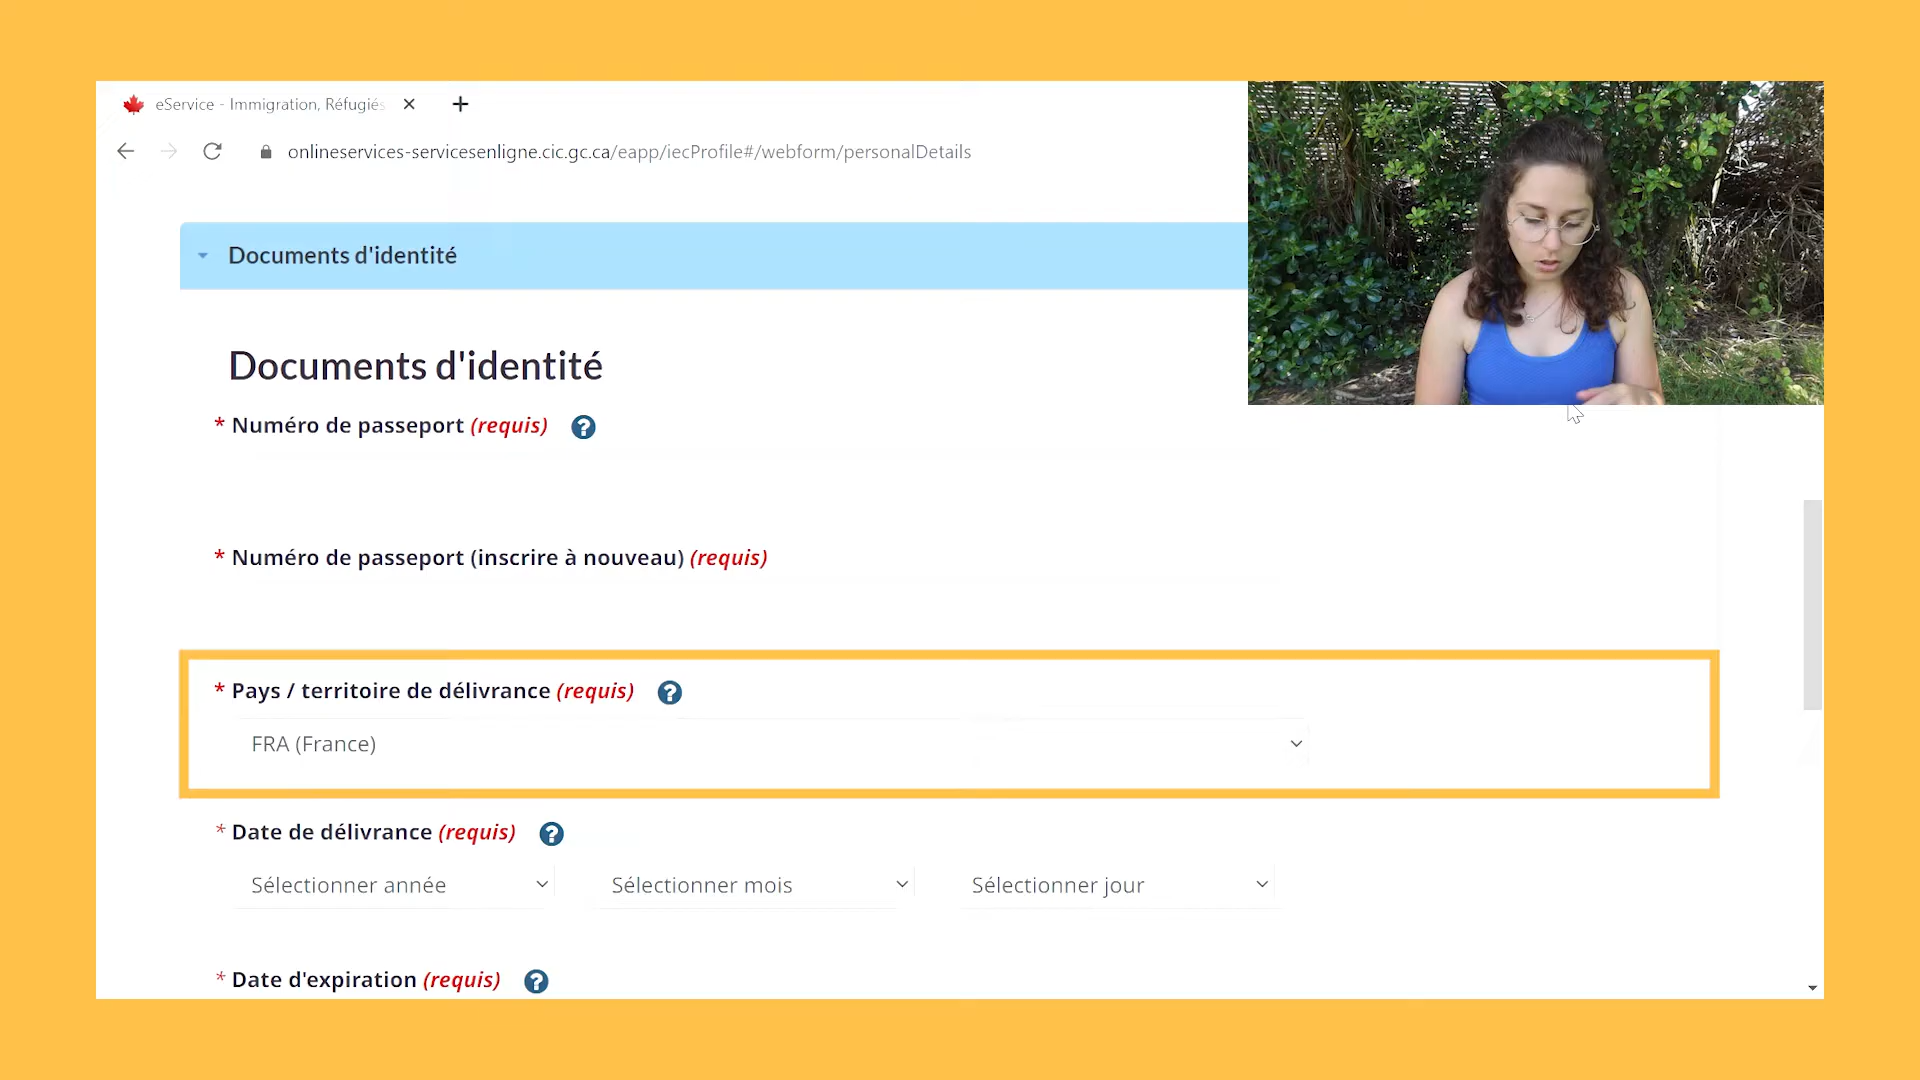 eService - Immigration, Réfugiés
onlineservices-servicesenligne.cic.gc.ca/eapp/iecProfile#/webform/personalDetails
Documents d'identité
Documents d'identité
* Numéro de passeport (requis) ?
* Numéro de passeport (inscrire à nouveau) (requis)
* Pays / territoire de délivrance (requis) ?
FRA (France)
* Date de délivrance (requis) ?
Sélectionner année Sélectionner mois Sélectionner jour
* Date d'expiration (requis) ?